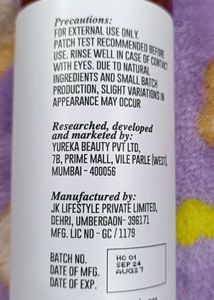 Precautions:
FOR EXTERNAL USE ONLY.
PATCH TEST RECOMMENDED BEFORE
USE. RINSE WELL IN CASE OF CONTACT
WITH EYES. DUE TO NATURAL
INGREDIENTS AND SMALL BATCH
PRODUCTION, SLIGHT VARIATIONS IN
APPEARANCE MAY OCCUR
Researched, developed
and marketed by:
YUREKA BEAUTY PVT LTD,
7B, PRIME MALL, VILE PARLE (WEST),
MUMBAI - 400056
Manufactured by:
JK LIFESTYLE PRIVATE LIMITED,
DEHRI, UMBERGAON- 396171
MFG. LIC NO - GC / 1179
BATCH NO. HC 01
DATE OF MFG. SEP 24
DATE OF EXP. AUG27